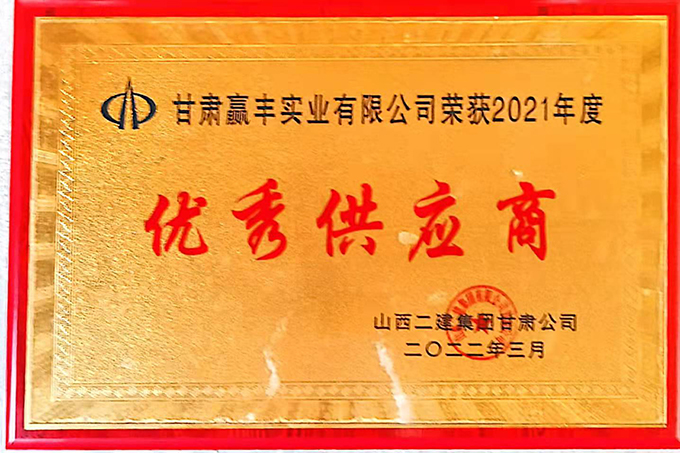 甘肃赢丰实业有限公司荣获2021年度
优秀供应商
山西二建集团甘肃公司
二〇二二年三月